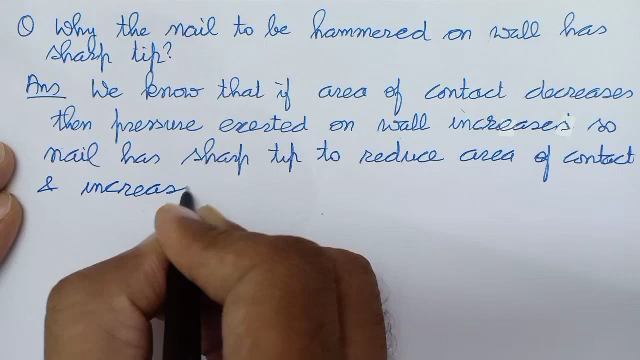 Q Why the nail to be hammered on wall has
sharp tip?
Ans We know that if area of contact decreases
then pressure exerted on wall increases so
nail has sharp tip to reduce area of contact
& increas